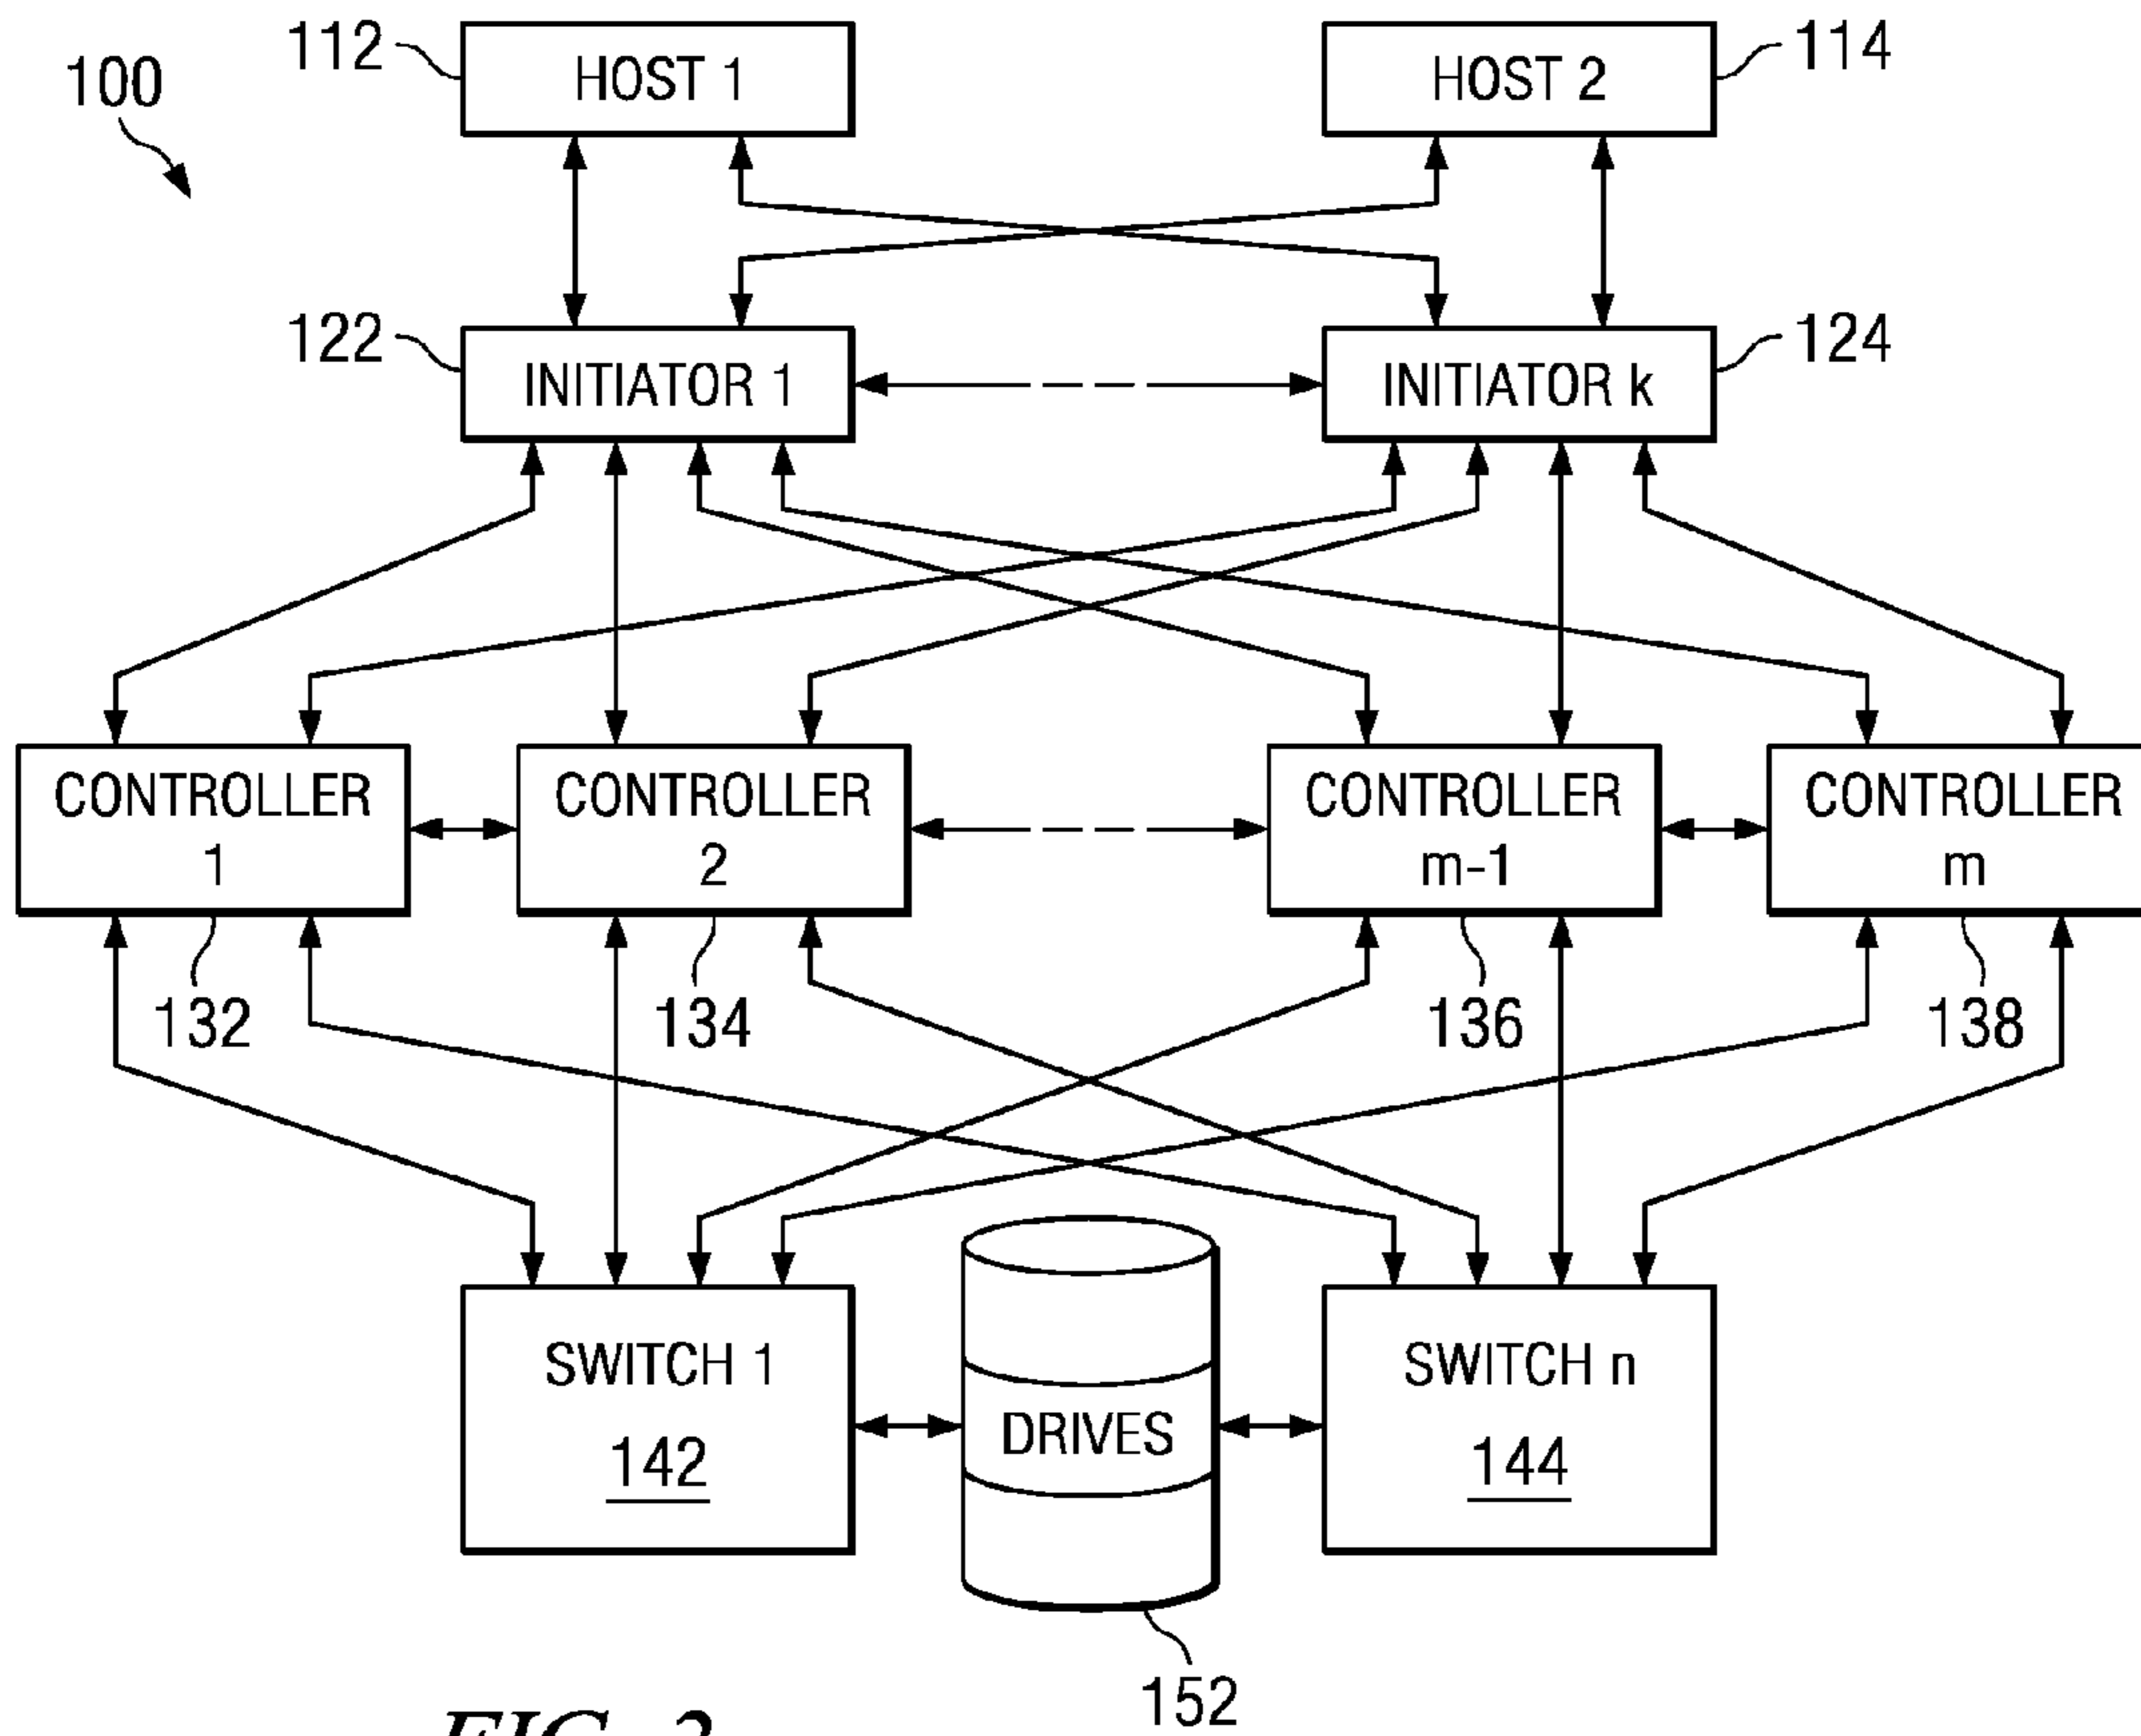 112
HOST 1
HOST 2
114
100
122
INITIATOR 1
INITIATOR k
124
CONTROLLER
1
CONTROLLER
2
CONTROLLER
m-1
CONTROLLER
m
132
134
136
138
SWITCH 1
142
DRIVES
SWITCH n
144
152